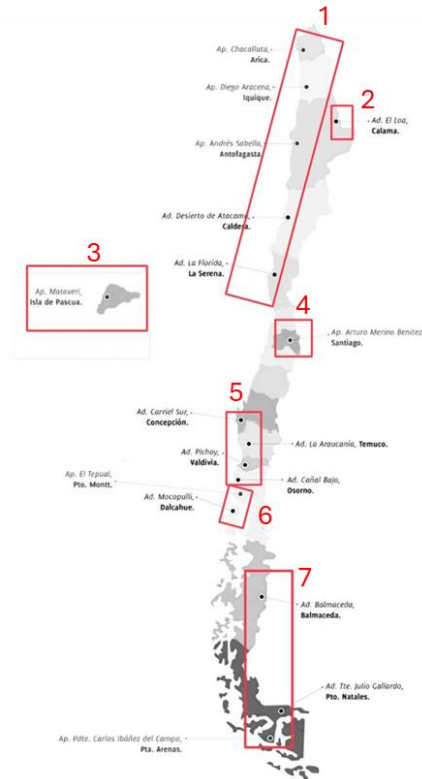 1
Ap. Chacalluta,
Arica.
Ap. Diego Aracena,
Iquique.
2
Ad. El Loa,
Calama.
Ap. Andrés Sabella,
Antofagasta.
Ad. Desierto de Atacama,
Caldera.
3
Ad. La Florida,
La Serena.
Ap. Mataveri,
Isla de Pascua.
4
Ap. Arturo Merino Benítez,
Santiago.
5
Ad. Carriel Sur,
Concepción.
Ad. La Araucanía, Temuco.
Ad. Pichoy,
Valdivia.
Ap. El Tepual,
Pto. Montt.
Ad. Cañal Bajo,
Osorno.
Ad. Mocopulli,
Dalcahue.
6
7
Ad. Balmaceda,
Balmaceda.
Ad. Tte. Julio Gallardo,
Pto. Natales.
Ap. Pdte. Carlos Ibáñez del Campo,
Pta. Arenas.